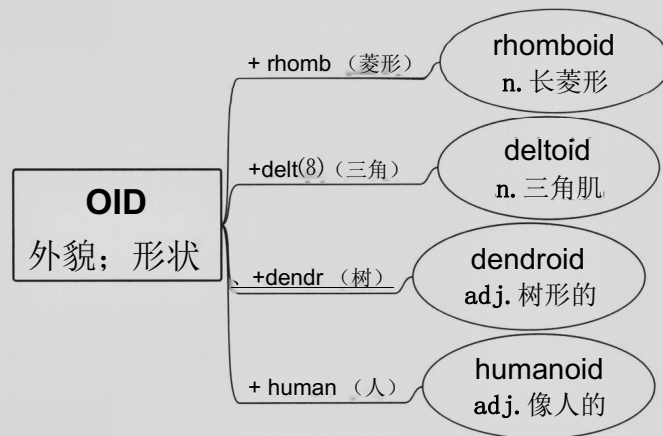 OID
外貌；形状
+ rhomb （菱形）
rhomboid
n. 长菱形
+delt(8)（三角）
deltoid
n. 三角肌
、+dendr （树）
dendroid
adj. 树形的
+ human （人）
humanoid
adj. 像人的